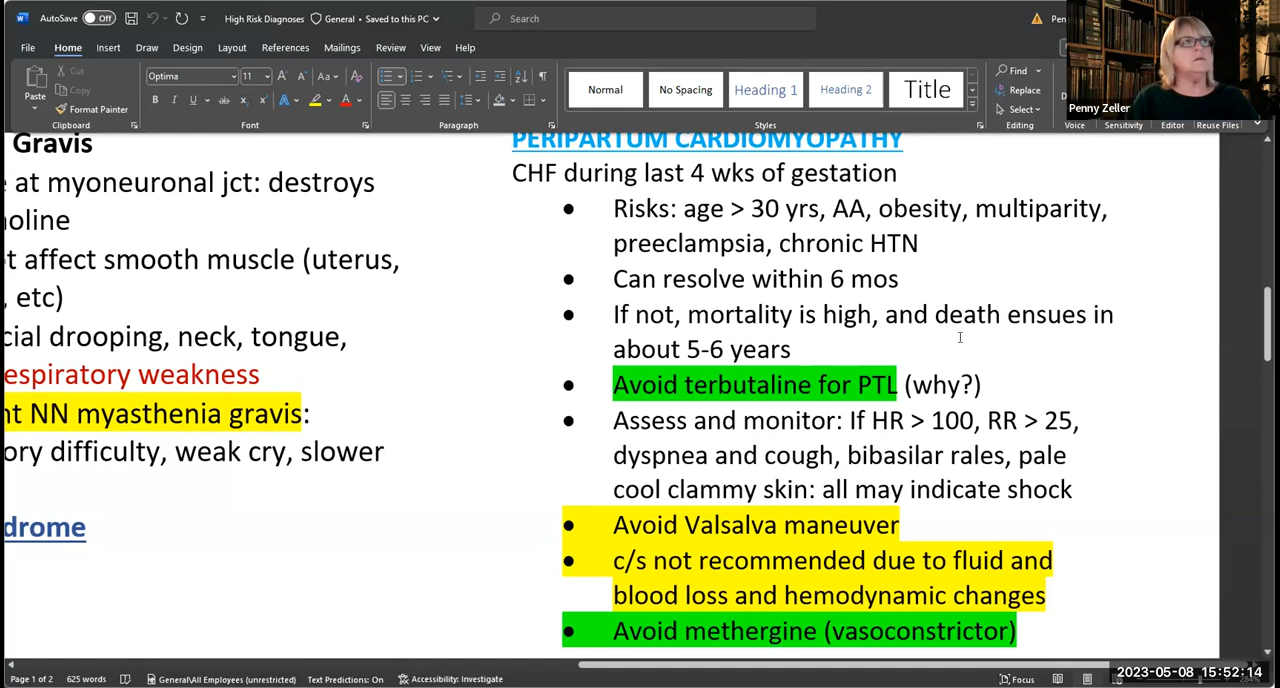 AutoSave Off High Risk Diagnoses General • Saved to this PC Search Pen
File Home Insert Draw Design Layout References Mailings Review View Help
Paste Cut Copy Format Painter Clipboard
Optima 11 Font
Paragraph
Normal No Spacing Heading 1 Heading 2 Title Styles
Find Replace Select Editing
Voice Sensitivity Editor Reuse Files
Penny Zeller
Gravis
e at myoneuronal jct: destroys
oline
t affect smooth muscle (uterus,
, etc)
cial drooping, neck, tongue,
espiratory weakness
nt NN myasthenia gravis:
ory difficulty, weak cry, slower
drome
PERIPARTUM CARDIOMYOPATHY
CHF during last 4 wks of gestation
• Risks: age > 30 yrs, AA, obesity, multiparity,
preeclampsia, chronic HTN
• Can resolve within 6 mos
• If not, mortality is high, and death ensues in
about 5-6 years
• Avoid terbutaline for PTL (why?)
• Assess and monitor: If HR > 100, RR > 25,
dyspnea and cough, bibasilar rales, pale
cool clammy skin: all may indicate shock
• Avoid Valsalva maneuver
• c/s not recommended due to fluid and
blood loss and hemodynamic changes
• Avoid methergine (vasoconstrictor)
Page 1 of 2 625 words General\All Employees (unrestricted) Text Predictions: On Accessibility: Investigate Focus
2023-05-08 15:52:14